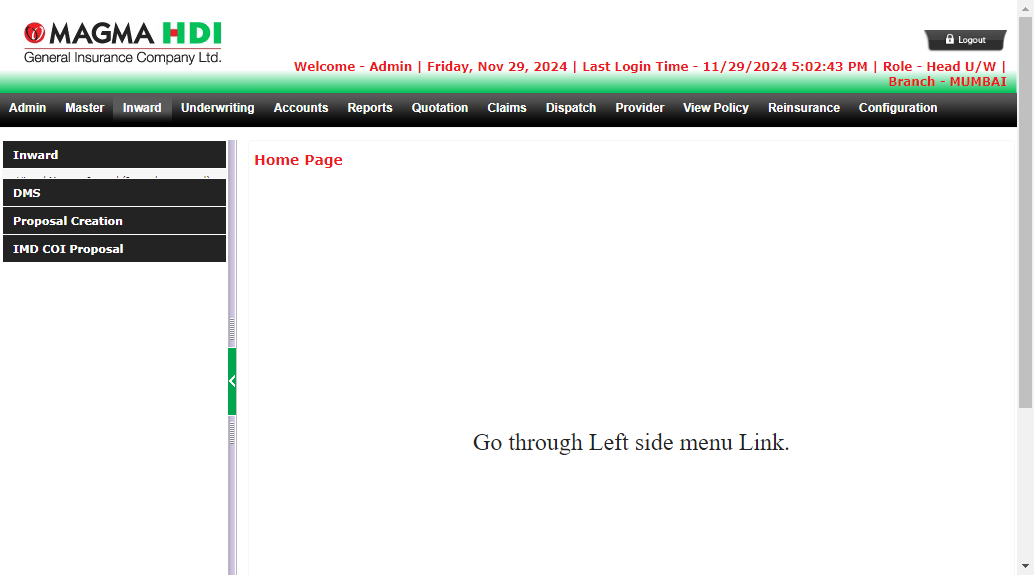 MAGMA HDI
General Insurance Company Ltd.
Logout
Welcome - Admin | Friday, Nov 29, 2024 | Last Login Time - 11/29/2024 5:02:43 PM | Role - Head U/W |
Branch - MUMBAI
Admin Master Inward Underwriting Accounts Reports Quotation Claims Dispatch Provider View Policy Reinsurance Configuration
Inward
DMS
Proposal Creation
IMD COI Proposal
Home Page
Go through Left side menu Link.